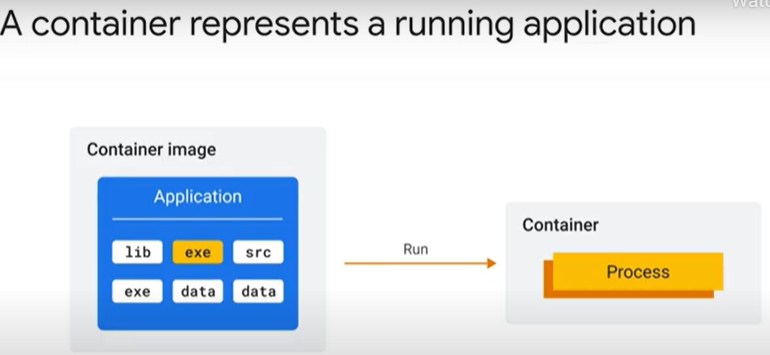 A container represents a running application
Container image
Application
lib exe src
exe data data
Run
Container
Process